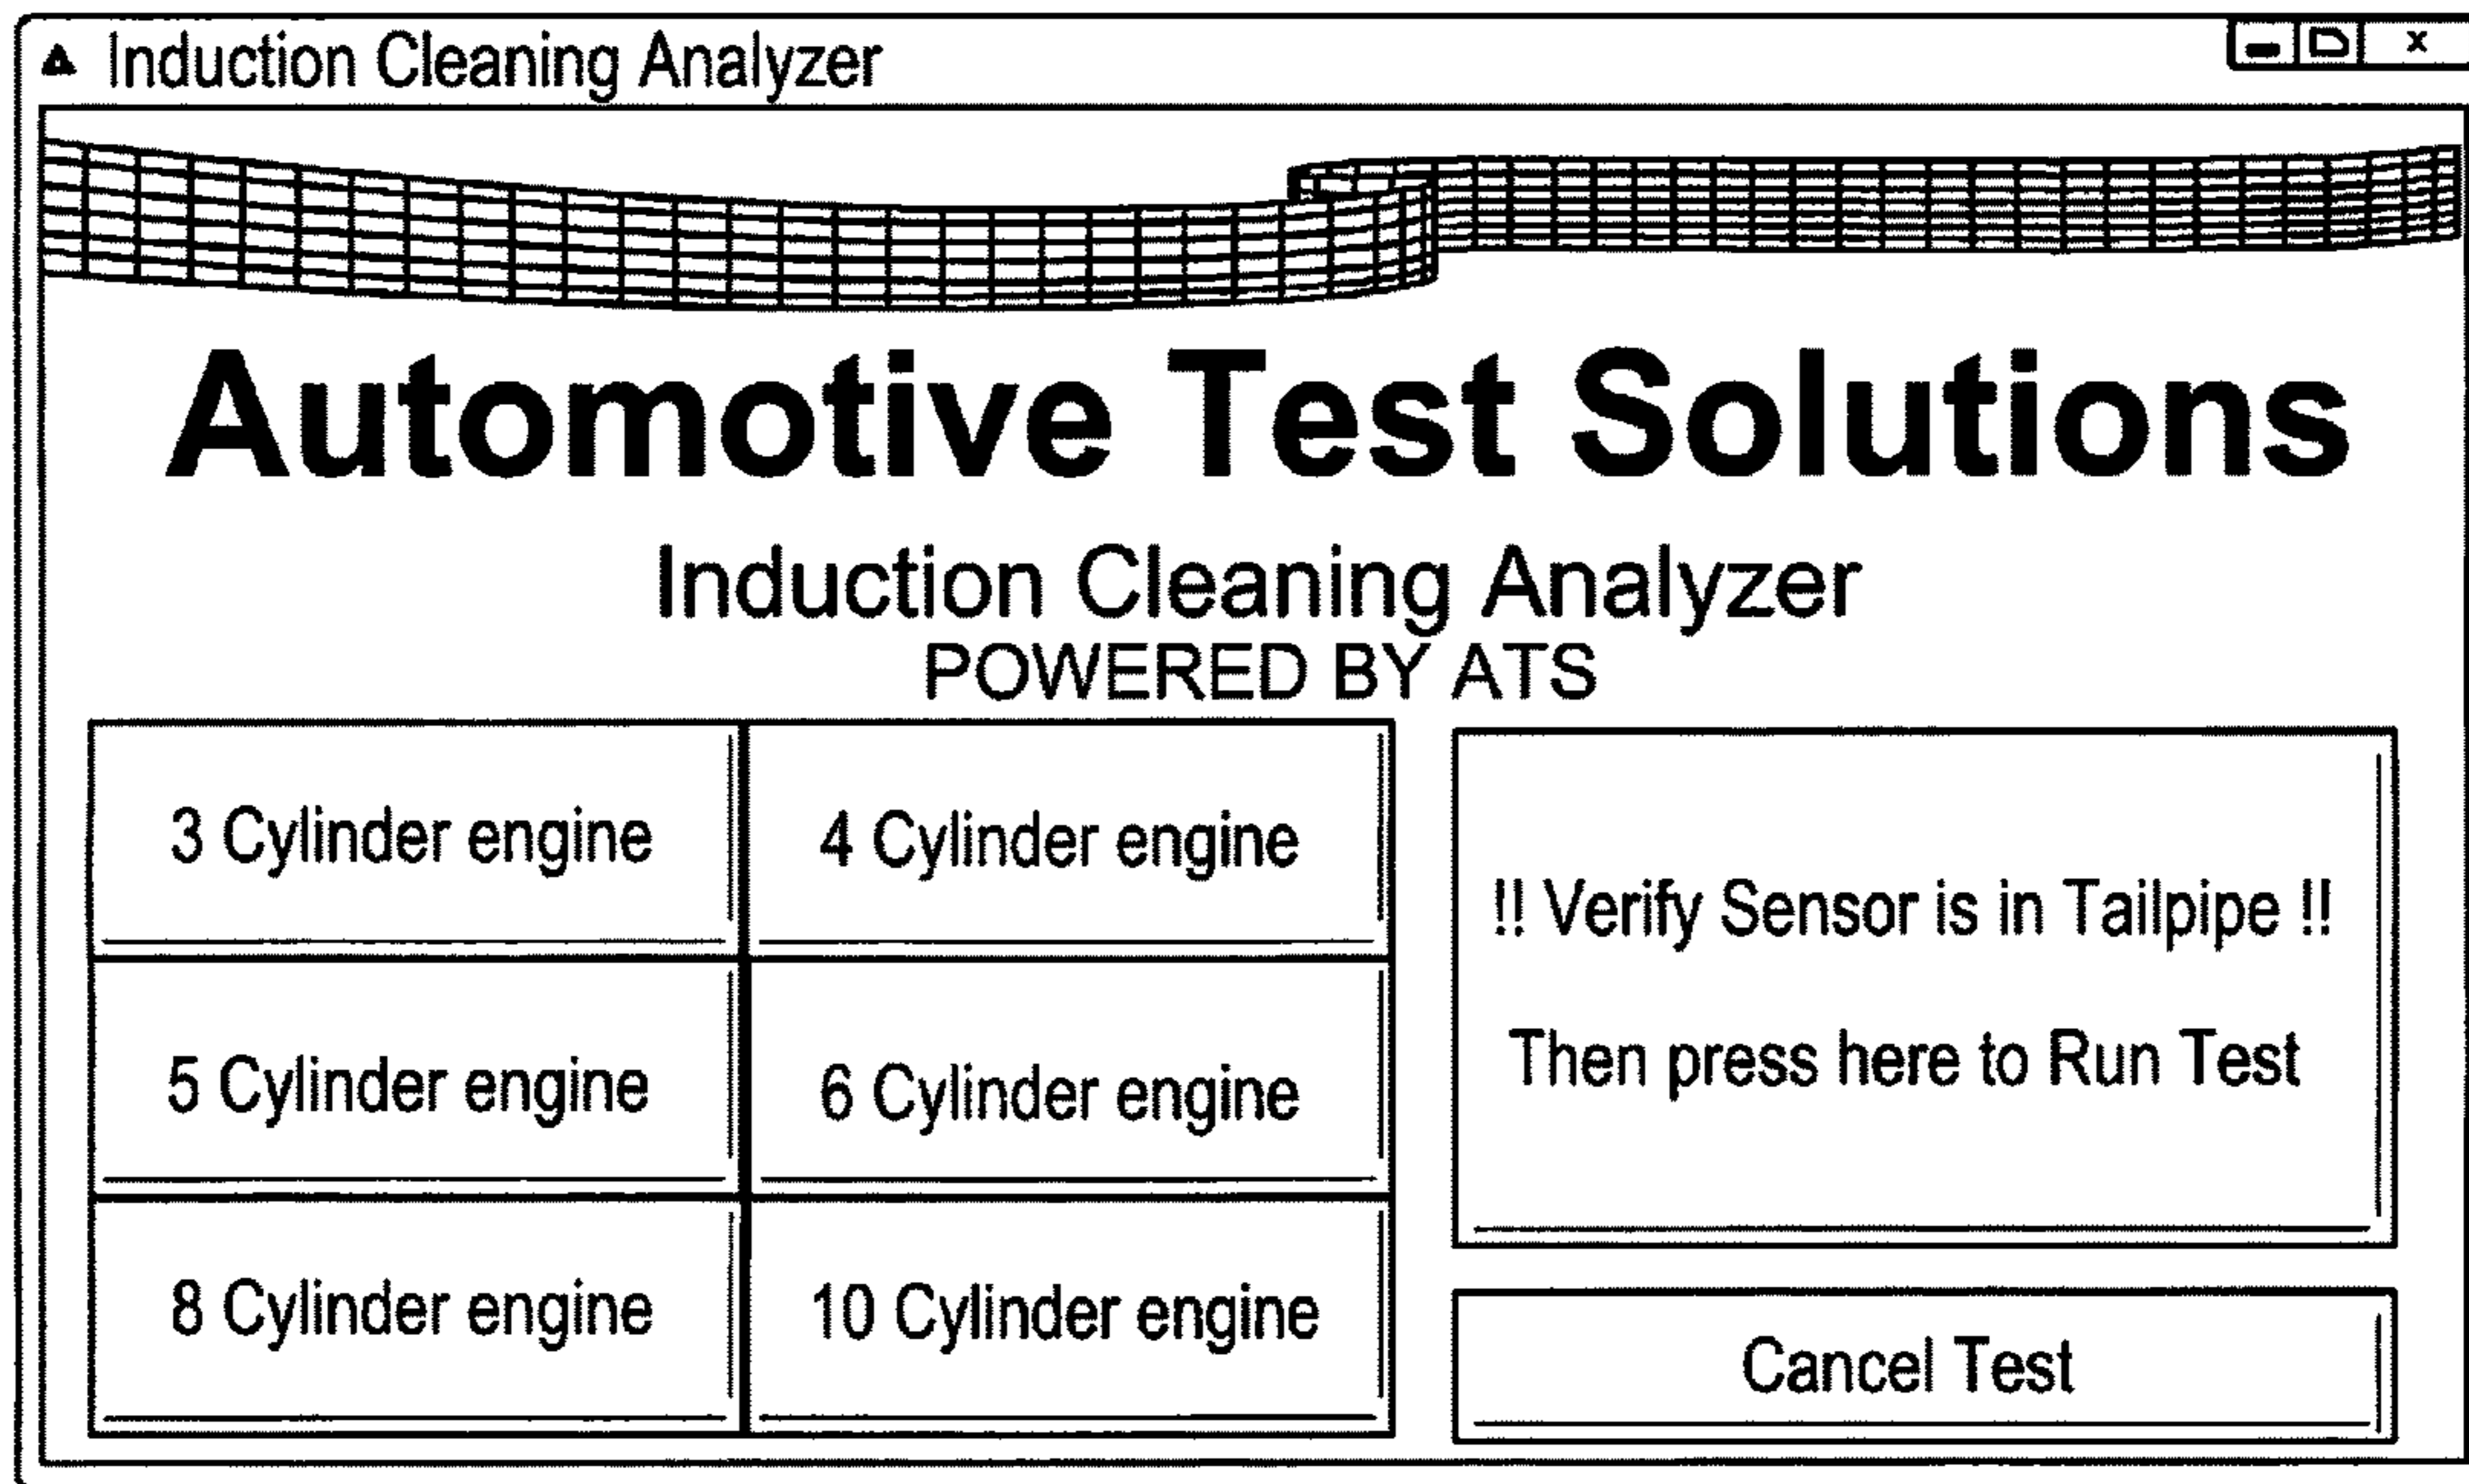 Induction Cleaning Analyzer
x
Automotive Test Solutions
Induction Cleaning Analyzer
POWERED BY ATS
3 Cylinder engine
4 Cylinder engine
5 Cylinder engine
6 Cylinder engine
8 Cylinder engine
10 Cylinder engine
!! Verify Sensor is in Tailpipe !!
Then press here to Run Test
Cancel Test